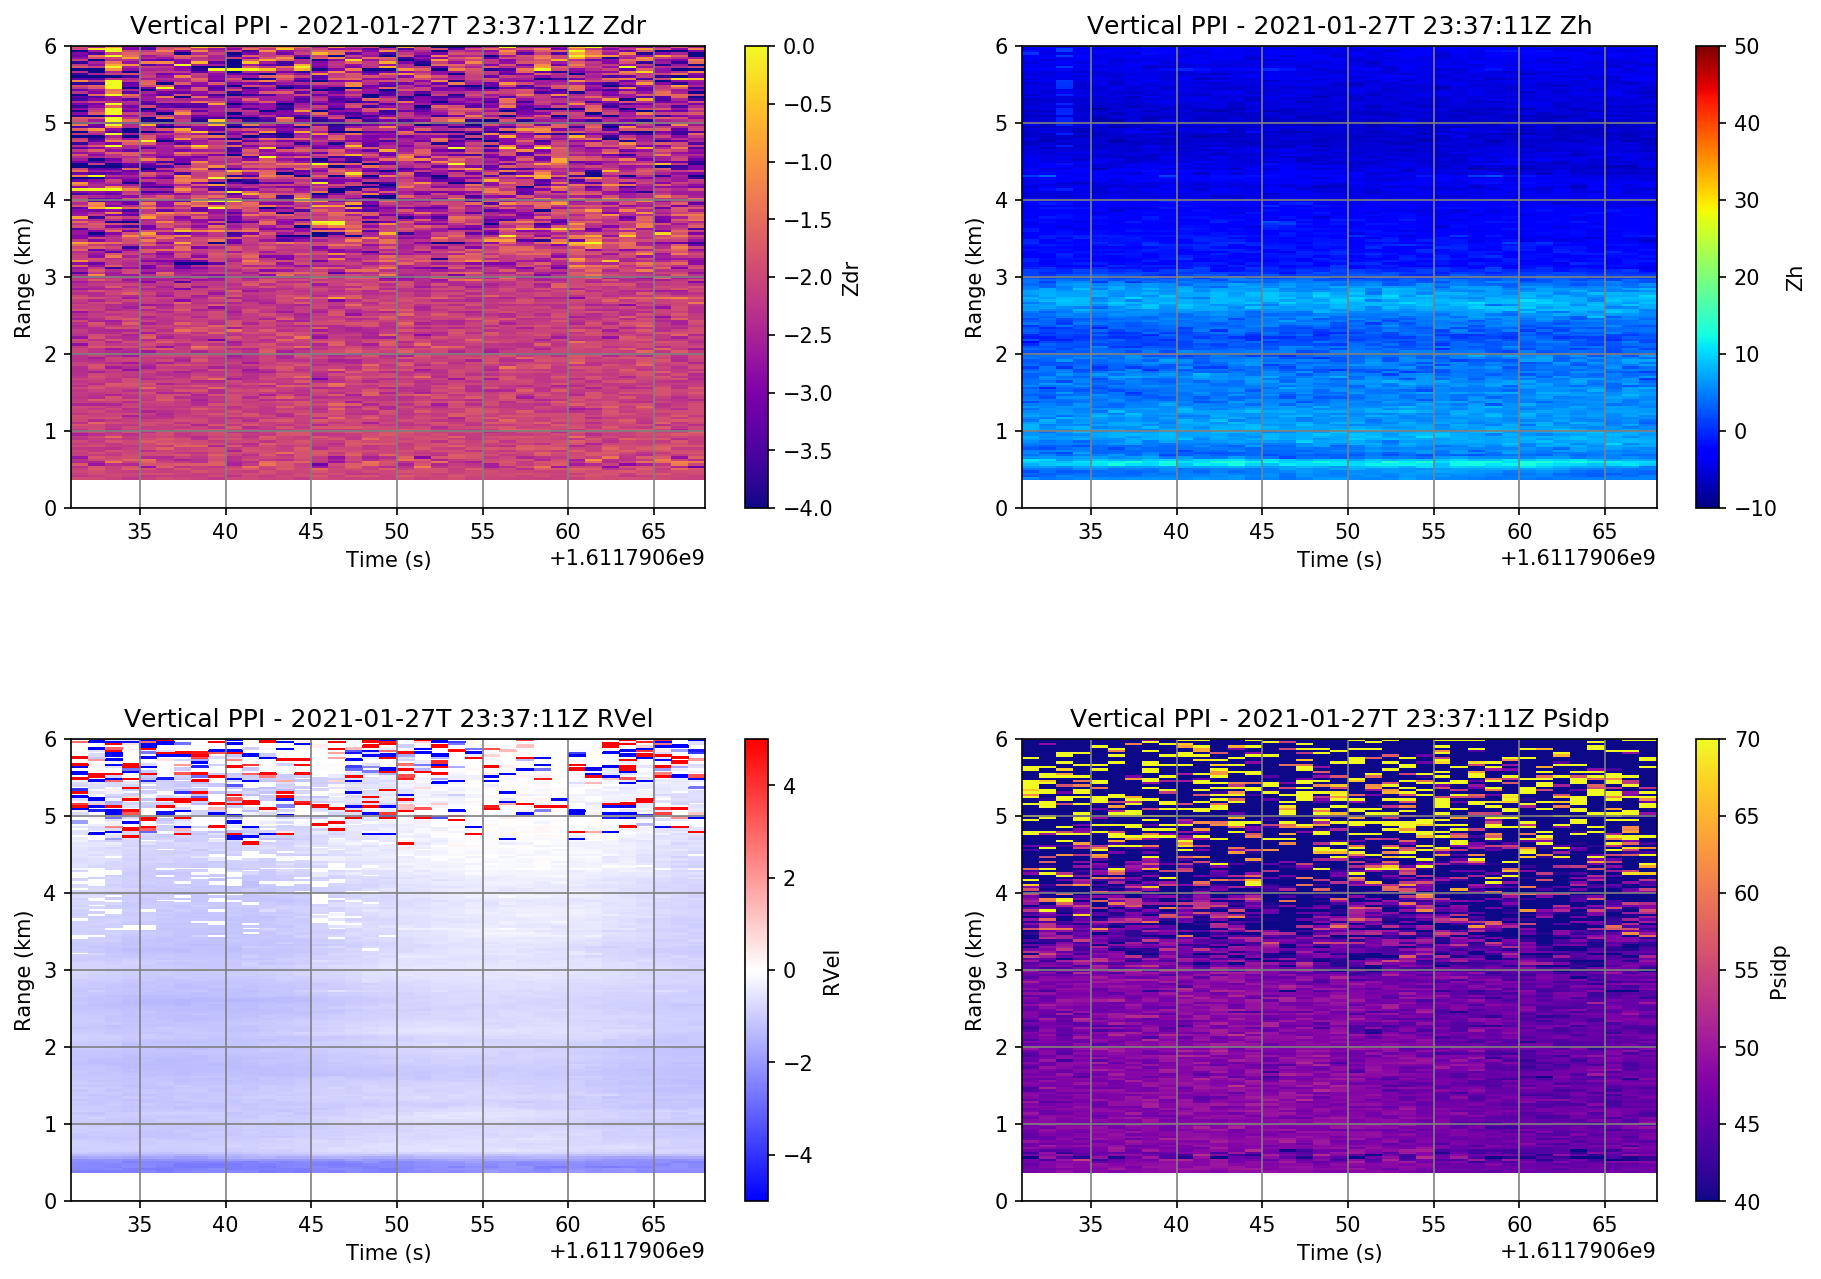 Vertical PPI - 2021-01-27T 23:37:11Z Zdr
6
5
4
3
2
1
0
Range (km)
35 40 45 50 55 60 65
Time (s)
+1.6117906e9
0.0
−0.5
−1.0
−1.5
−2.0
−2.5
−3.0
−3.5
−4.0
Zdr
Vertical PPI - 2021-01-27T 23:37:11Z Zh
6
5
4
3
2
1
0
Range (km)
35 40 45 50 55 60 65
Time (s)
+1.6117906e9
50
40
30
20
10
0
−10
Zh
Vertical PPI - 2021-01-27T 23:37:11Z RVel
6
5
4
3
2
1
0
Range (km)
35 40 45 50 55 60 65
Time (s)
+1.6117906e9
4
2
0
−2
−4
RVel
Vertical PPI - 2021-01-27T 23:37:11Z Psidp
6
5
4
3
2
1
0
Range (km)
35 40 45 50 55 60 65
Time (s)
+1.6117906e9
70
65
60
55
50
45
40
Psidp